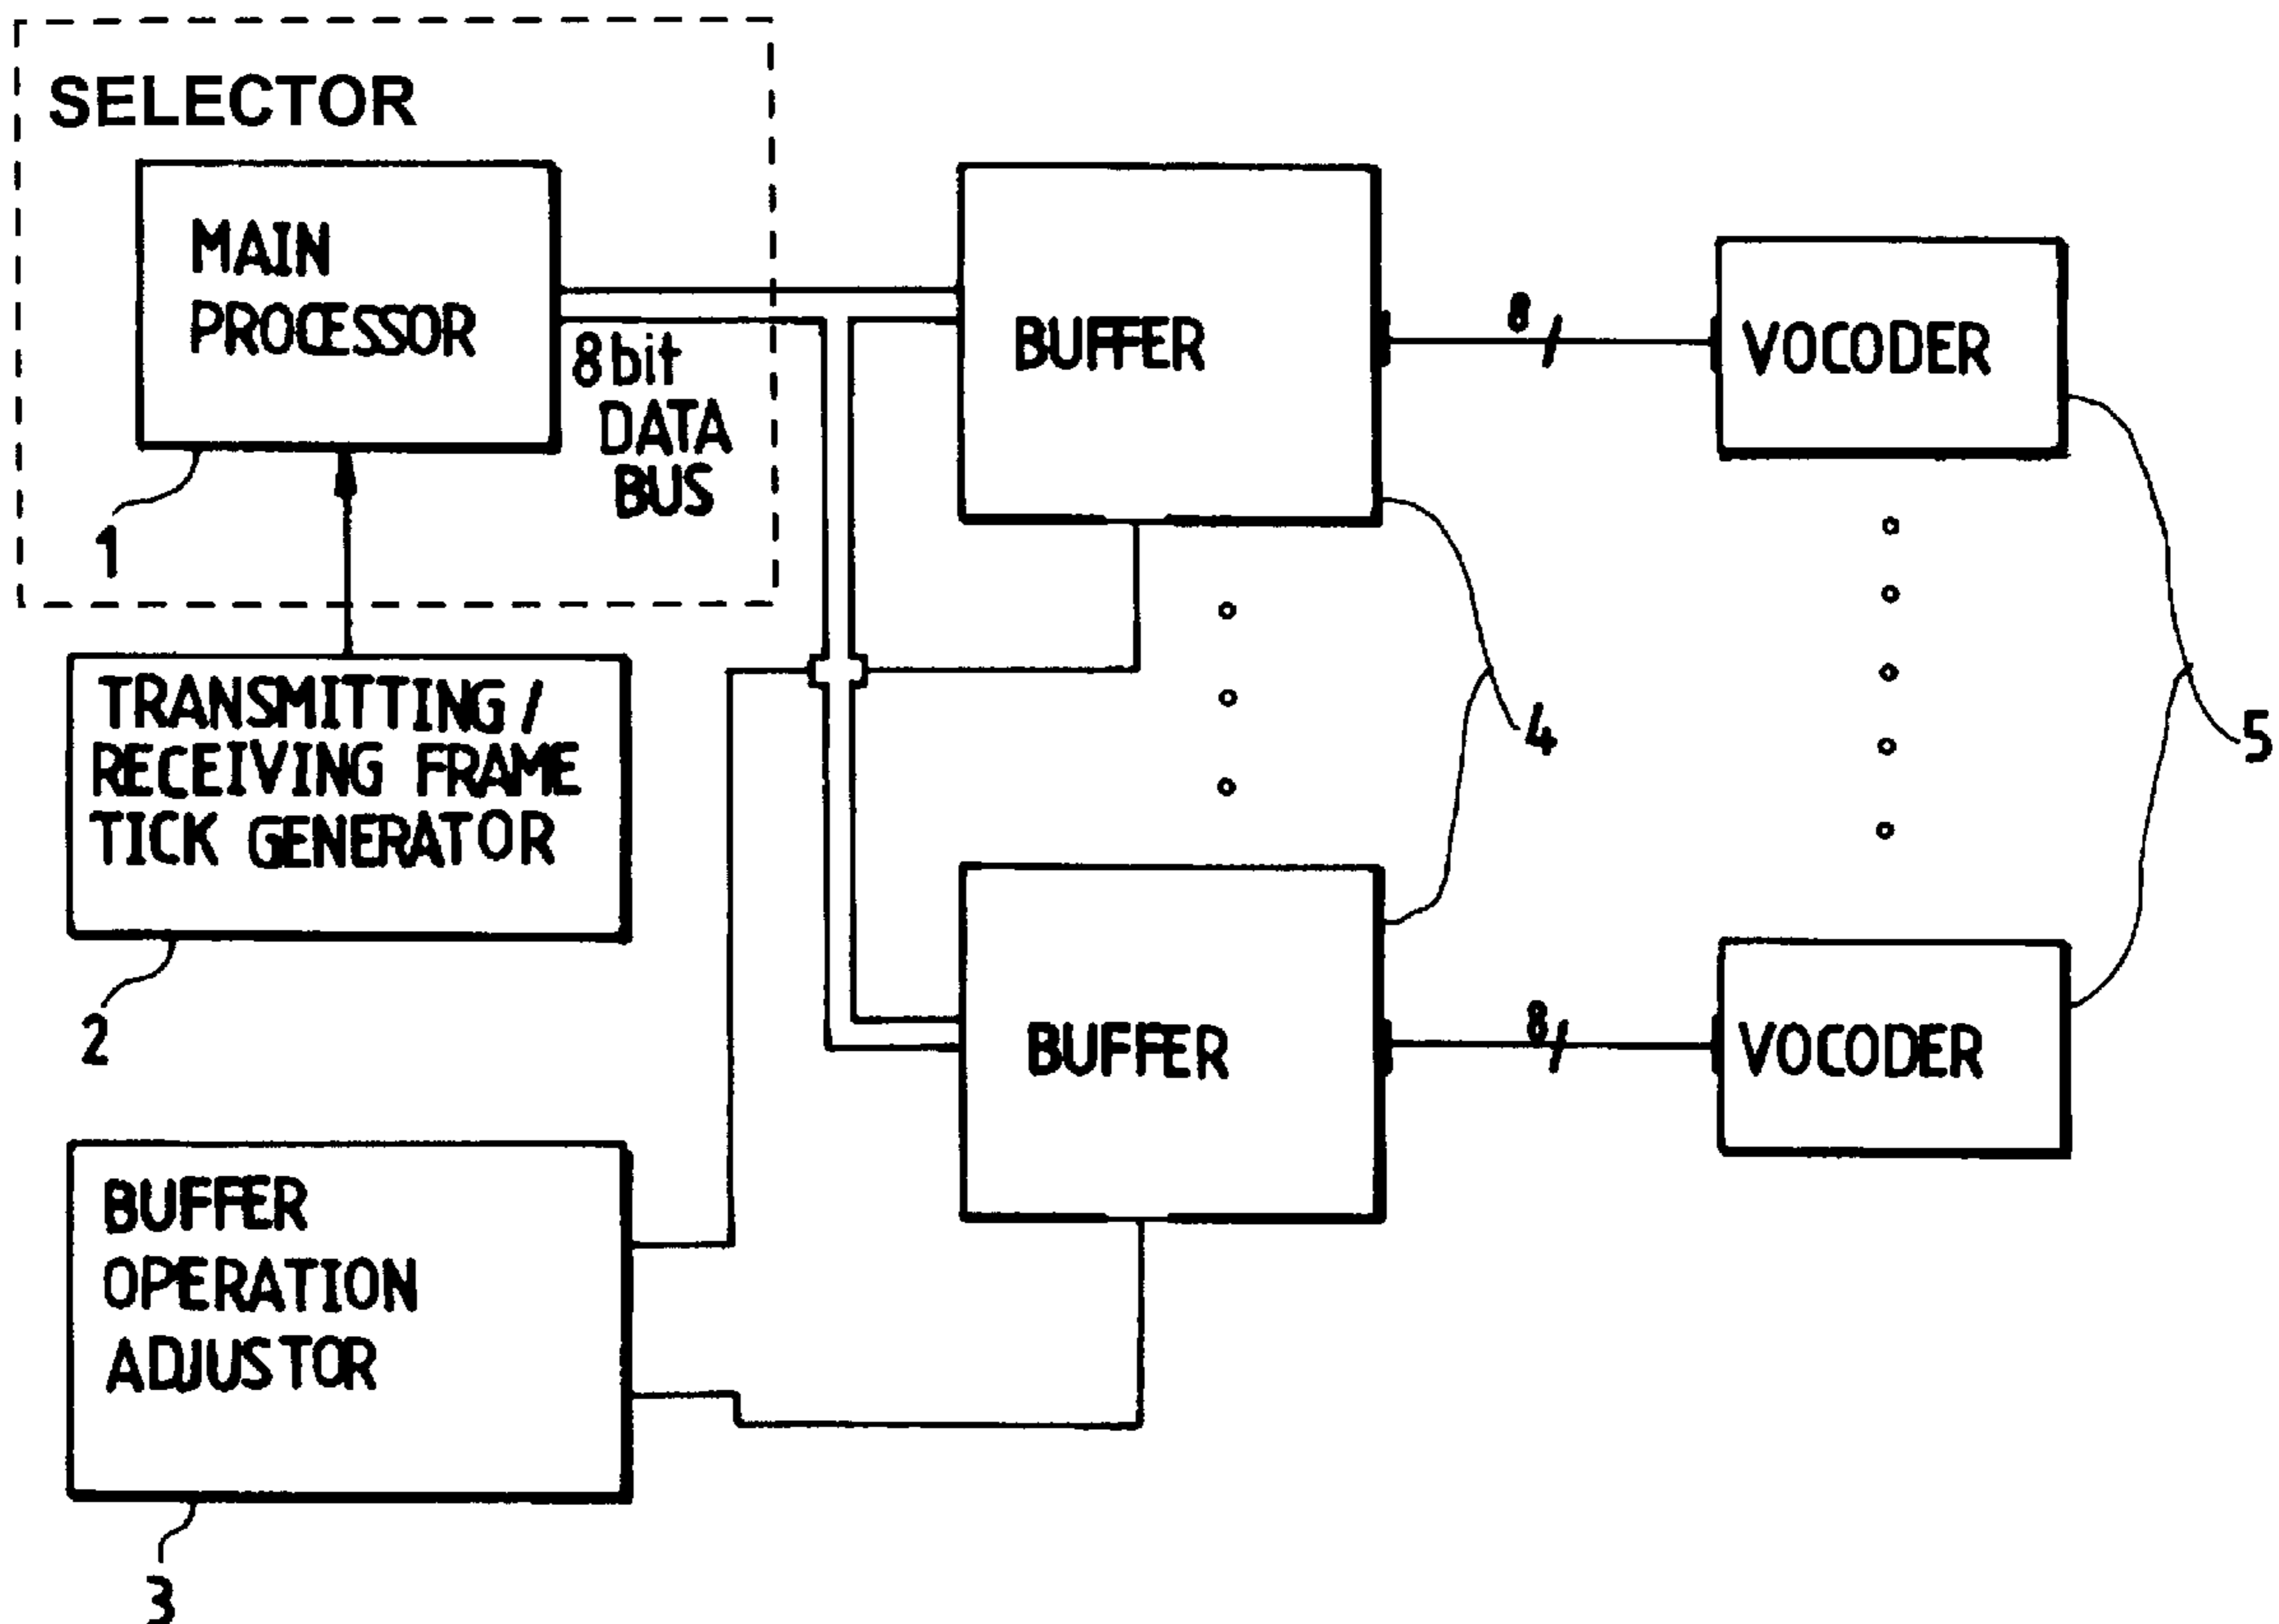 SELECTOR
MAIN
PROCESSOR
8 bit
DATA
BUS
1
BUFFER
8
VOCODER
TRANSMITTING /
RECEIVING FRAME
TICK GENERATOR
2
4
5
BUFFER
8
VOCODER
BUFFER
OPERATION
ADJUSTOR
3